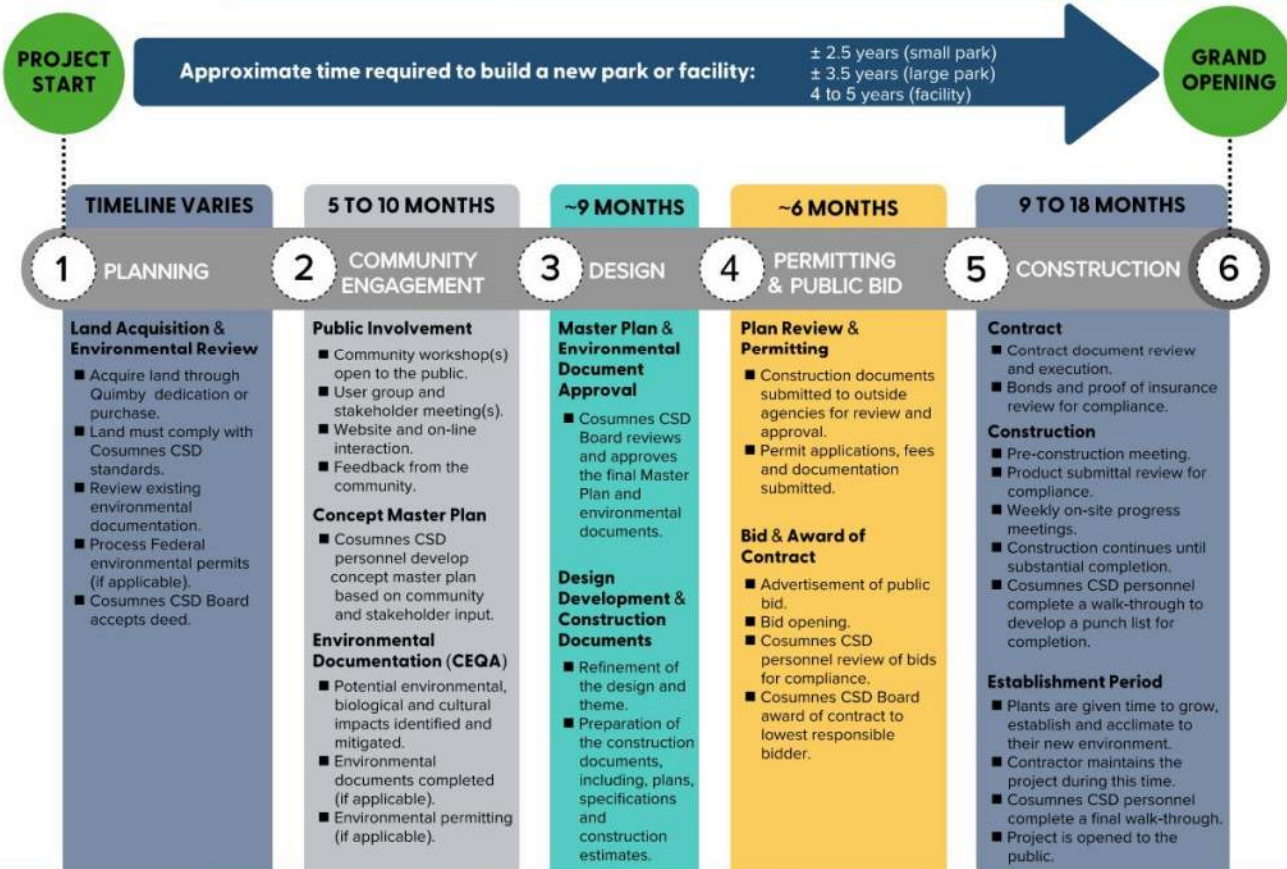 PROJECT
START
Approximate time required to build a new park or facility:
± 2.5 years (small park)
± 3.5 years (large park)
4 to 5 years (facility)
GRAND
OPENING
TIMELINE VARIES
5 TO 10 MONTHS
~9 MONTHS
~6 MONTHS
9 TO 18 MONTHS
1
PLANNING
2
COMMUNITY
ENGAGEMENT
3
DESIGN
4
PERMITTING
& PUBLIC BID
5
CONSTRUCTION
6
Land Acquisition &
Environmental Review
■ Acquire land through
Quimby dedication or
purchase.
■ Land must comply with
Cosumnes CSD
standards.
■ Review existing
environmental
documentation.
■ Process Federal
environmental permits
(if applicable).
■ Cosumnes CSD Board
accepts deed.
Public Involvement
■ Community workshop(s)
open to the public.
■ User group and
stakeholder meeting(s).
■ Website and on-line
interaction.
■ Feedback from the
community.
Concept Master Plan
■ Cosumnes CSD
personnel develop
concept master plan
based on community
and stakeholder input.
Environmental
Documentation (CEQA)
■ Potential environmental,
biological and cultural
impacts identified and
mitigated.
■ Environmental
documents completed
(if applicable).
■ Environmental permitting
(if applicable).
Master Plan &
Environmental
Document
Approval
■ Cosumnes CSD
Board reviews
and approves
the final Master
Plan and
environmental
documents.
Design
Development &
Construction
Documents
■ Refinement of
the design and
theme.
■ Preparation of
the construction
documents,
including, plans,
specifications
and
construction
estimates.
Plan Review &
Permitting
■ Construction documents
submitted to outside
agencies for review and
approval.
■ Permit applications, fees
and documentation
submitted.
Bid & Award of
Contract
■ Advertisement of public
bid.
■ Bid opening.
■ Cosumnes CSD
personnel review of bids
for compliance.
■ Cosumnes CSD Board
award of contract to
lowest responsible
bidder.
Contract
■ Contract document review
and execution.
■ Bonds and proof of insurance
review for compliance.
Construction
■ Pre-construction meeting.
■ Product submittal review for
compliance.
■ Weekly on-site progress
meetings.
■ Construction continues until
substantial completion.
■ Cosumnes CSD personnel
complete a walk-through to
develop a punch list for
completion.
Establishment Period
■ Plants are given time to grow,
establish and acclimate to
their new environment.
■ Contractor maintains the
project during this time.
■ Cosumnes CSD personnel
complete a final walk-through.
■ Project is opened to the
public.